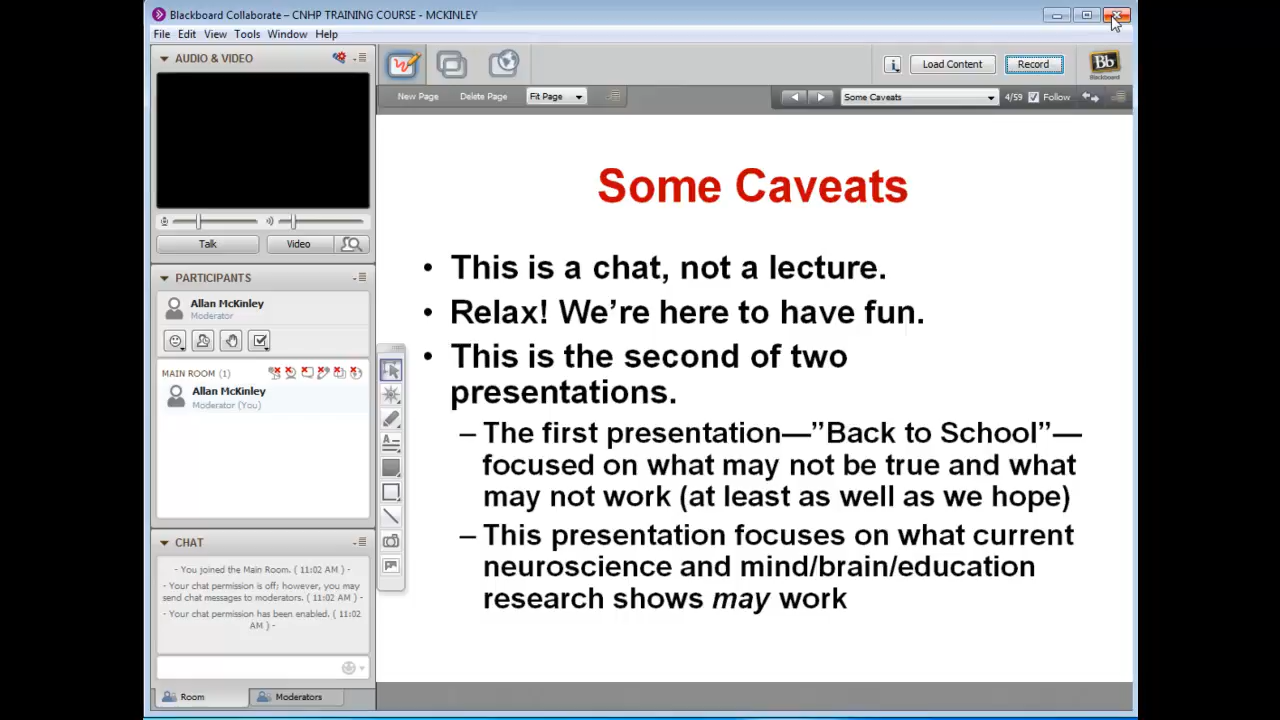 Blackboard Collaborate – CNHP TRAINING COURSE - MCKINLEY
File Edit View Tools Window Help
AUDIO & VIDEO
Talk Video
PARTICIPANTS
Allan McKinley
Moderator
MAIN ROOM (1)
Allan McKinley
Moderator (You)
CHAT
- You joined the Main Room. ( 11:02 AM ) -
- Your chat permission is off; however, you may
send chat messages to moderators. ( 11:02 AM ) -
- Your chat permission has been enabled. ( 11:02
AM ) -
Room Moderators
i Load Content Record Bb
Blackboard
New Page Delete Page Fit Page Some Caveats 4/59 Follow
Some Caveats
• This is a chat, not a lecture.
• Relax! We’re here to have fun.
• This is the second of two
presentations.
– The first presentation—”Back to School”—
focused on what may not be true and what
may not work (at least as well as we hope)
– This presentation focuses on what current
neuroscience and mind/brain/education
research shows may work